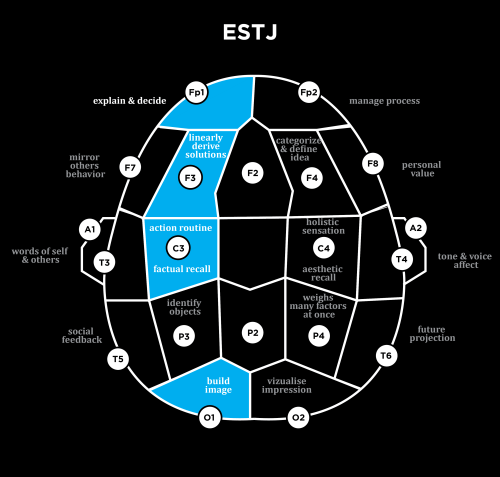 ESTJ
Fp1
Fp2
explain & decide
manage process
linearly
derive
solutions
categorize
& define
idea
mirror
others
behavior
F7
F3
F2
F4
F8
personal
value
A1
action routine
holistic
sensation
A2
words of self
& others
T3
C3
C4
T4
tone & voice
affect
factual recall
aesthetic
recall
identify
objects
weighs
many factors
at once
social
feedback
P3
P2
P4
future
projection
T5
T6
build
image
vizualise
impression
O1
O2